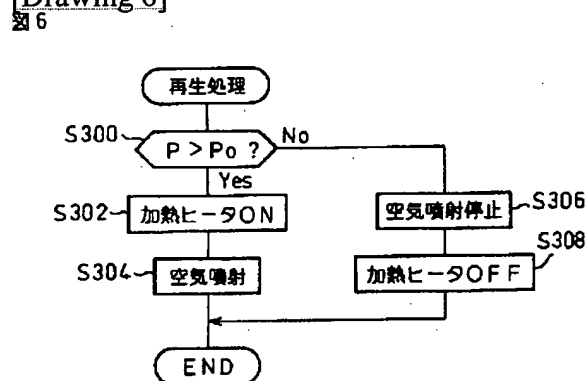 [Drawing 6]
図6
再生処理
S300
P > Po ?
No
Yes
S302
加熱ヒータON
S306
空気噴射停止
S304
空気噴射
S308
加熱ヒータOFF
END